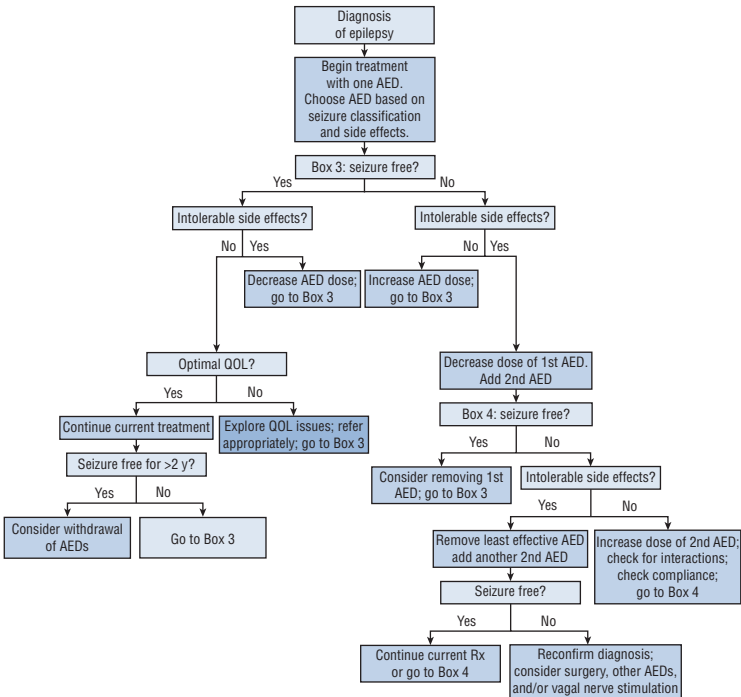 Diagnosis
of epilepsy
Begin treatment
with one AED.
Choose AED based on
seizure classification
and side effects.
Box 3: seizure free?
Yes
No
Intolerable side effects?
Intolerable side effects?
No
Yes
No
Yes
Decrease AED dose;
go to Box 3
Increase AED dose;
go to Box 3
Optimal QOL?
Decrease dose of 1st AED.
Add 2nd AED
Yes
No
Box 4: seizure free?
Continue current treatment
Explore QOL issues; refer
appropriately; go to Box 3
Yes
No
Seizure free for >2 y?
Consider removing 1st
AED; go to Box 3
Intolerable side effects?
Yes
No
Yes
No
Consider withdrawal
of AEDs
Go to Box 3
Remove least effective AED
add another 2nd AED
Increase dose of 2nd AED;
check for interactions;
check compliance;
go to Box 4
Seizure free?
Yes
No
Continue current Rx
or go to Box 4
Reconfirm diagnosis;
consider surgery, other AEDs,
and/or vagal nerve stimulation